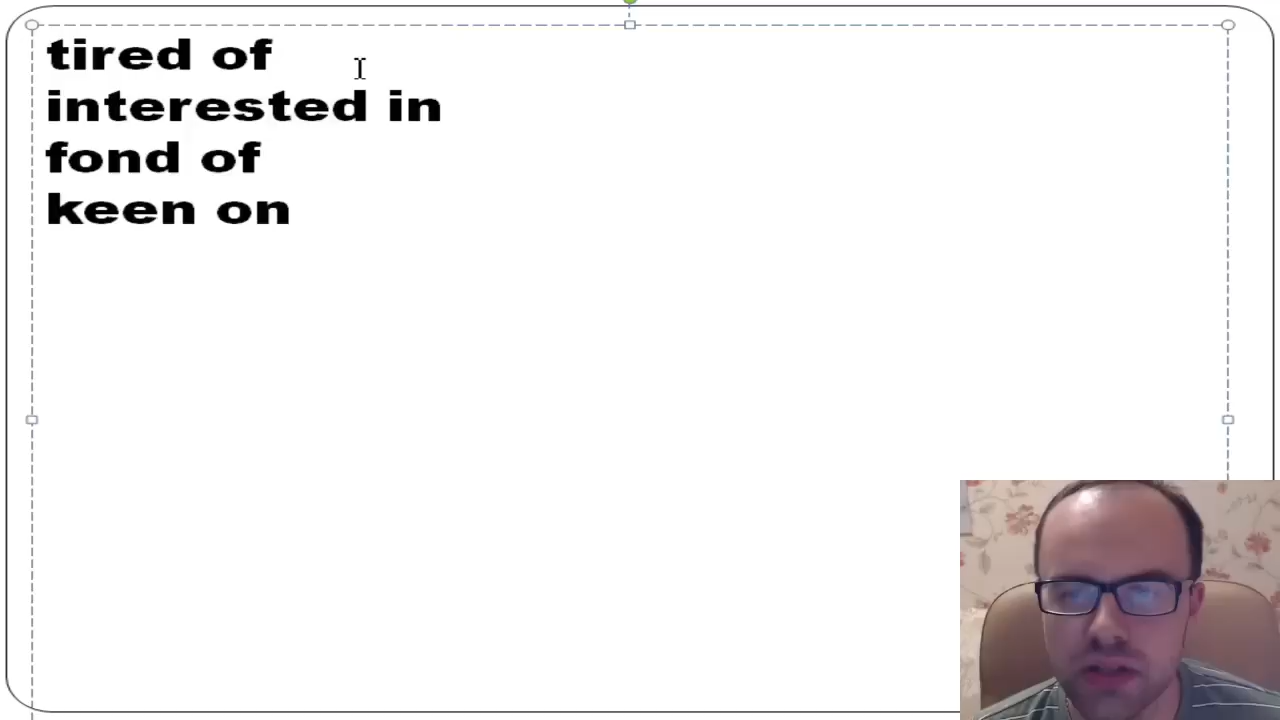 tired of
interested in
fond of
keen on